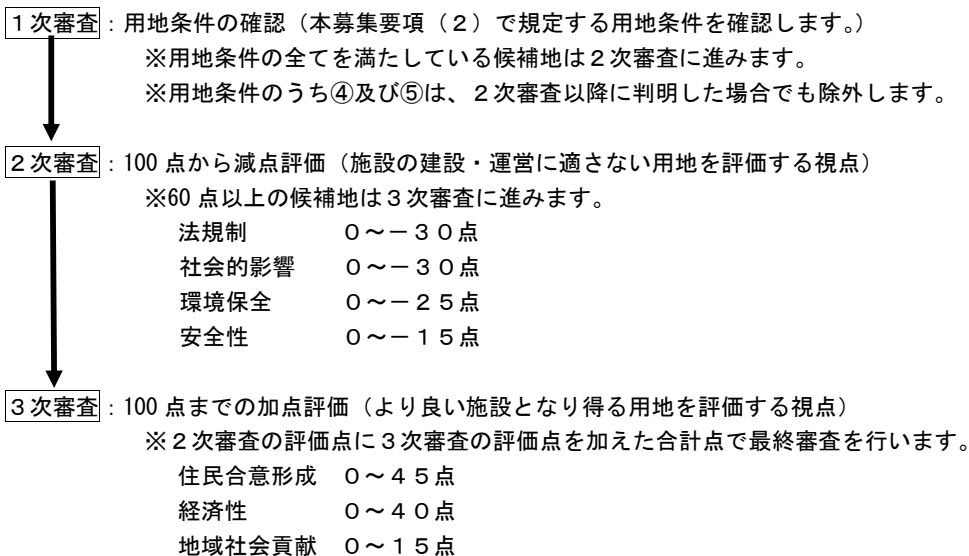 １次審査：用地条件の確認（本募集要項（２）で規定する用地条件を確認します。）
※用地条件の全てを満たしている候補地は２次審査に進みます。
※用地条件のうち④及び⑤は、２次審査以降に判明した場合でも除外します。
２次審査：100 点から減点評価（施設の建設・運営に適さない用地を評価する視点）
※60 点以上の候補地は３次審査に進みます。
法規制　　　０～－３０点
社会的影響　０～－３０点
環境保全　　０～－２５点
安全性　　　０～－１５点
３次審査：100 点までの加点評価（より良い施設となり得る用地を評価する視点）
※２次審査の評価点に３次審査の評価点を加えた合計点で最終審査を行います。
住民合意形成　０～４５点
経済性　　　　０～４０点
地域社会貢献　０～１５点